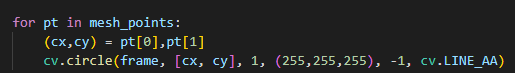 for pt in mesh_points:
    (cx,cy) = pt[0],pt[1]
    cv.circle(frame, [cx, cy], 1, (255,255,255), -1, cv.LINE_AA)